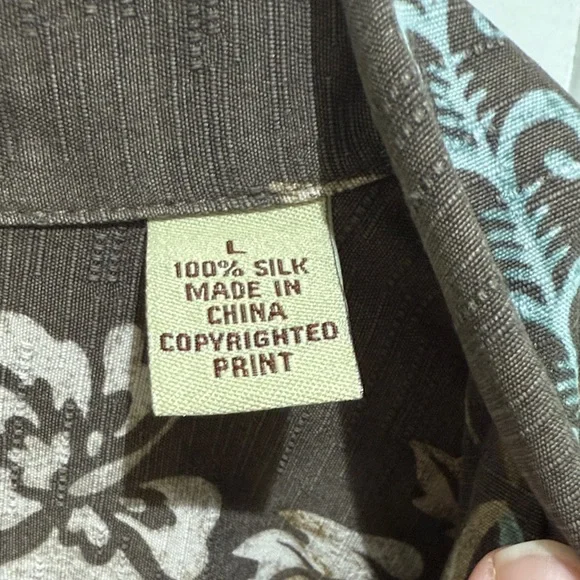 L
100% SILK
MADE IN
CHINA
COPYRIGHTED
PRINT